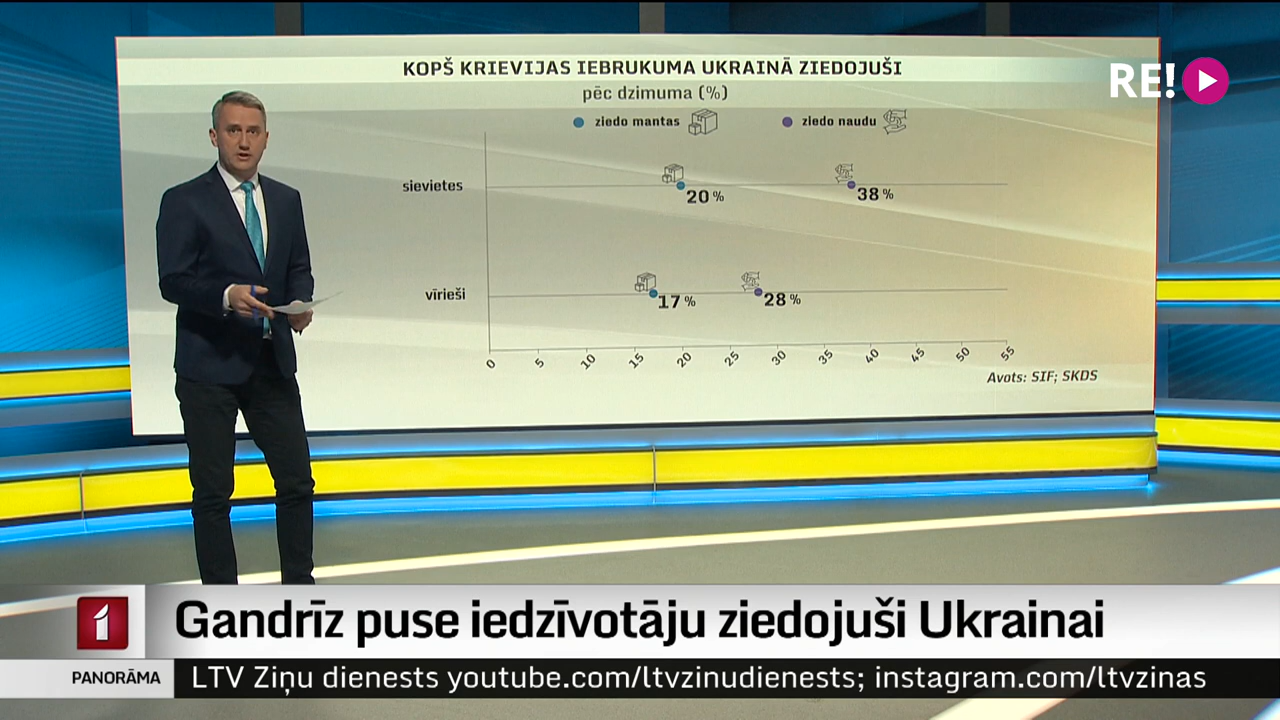 KOPŠ KRIEVIJAS IEBRUKUMA UKRAINĀ ZIEDOJUŠI
pēc dzimuma (%)
RE!
ziedo mantas ziedo naudu
sievietes 20 % 38 %
vīrieši 17 % 28 %
0 5 10 15 20 25 30 35 40 45 50 55
Avots: SIF; SKDS
1 Gandrīz puse iedzīvotāju ziedojuši Ukrainai
PANORĀMA LTV Ziņu dienests youtube.com/ltvzinudienests; instagram.com/ltvzinas